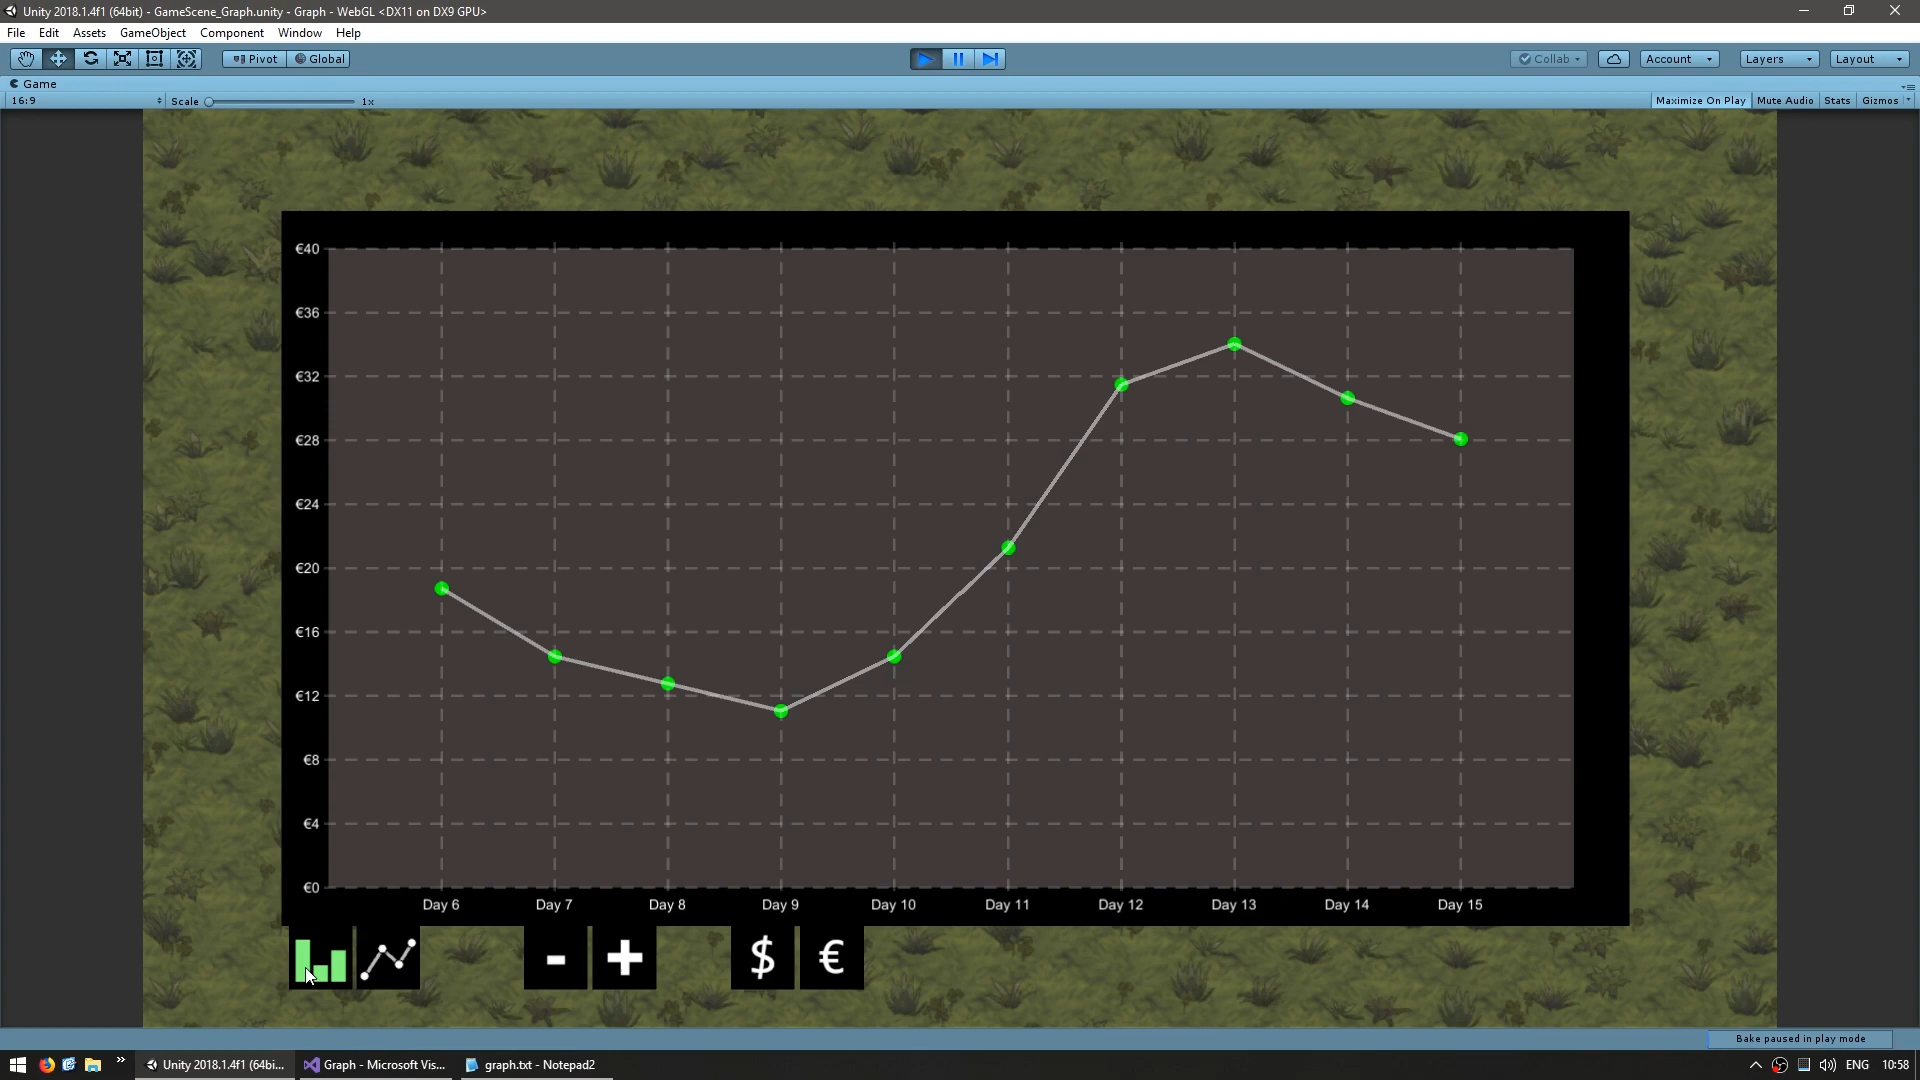 Unity 2018.1.4f1 (64bit) - GameScene_Graph.unity - Graph - WebGL <DX11 on DX9 GPU>
File Edit Assets GameObject Component Window Help
Pivot Global Collab Account Layers Layout
Game
16:9 Scale 1x Maximize On Play Mute Audio Stats Gizmos
€40
€36
€32
€28
€24
€20
€16
€12
€8
€4
€0
Day 6 Day 7 Day 8 Day 9 Day 10 Day 11 Day 12 Day 13 Day 14 Day 15
- + $ €
Bake paused in play mode
» Unity 2018.1.4f1 (64bi... Graph - Microsoft Vis... graph.txt - Notepad2 ENG 10:58